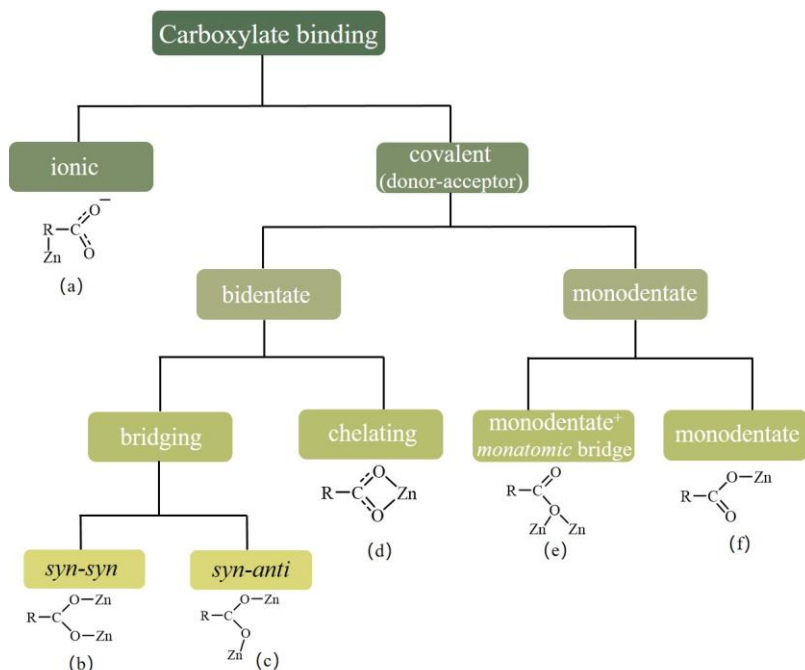 Carboxylate binding
ionic
covalent
(donor-acceptor)
O⁻
R—C
O
Zn
(a)
bidentate
monodentate
bridging
chelating
monodentate⁺
monatomic bridge
monodentate
O
R—C Zn
O
(d)
O
R—C
O
Zn Zn
(e)
O—Zn
R—C
O
(f)
syn-syn
syn-anti
O—Zn
R—C
O—Zn
(b)
O—Zn
R—C
O
Zn
(c)